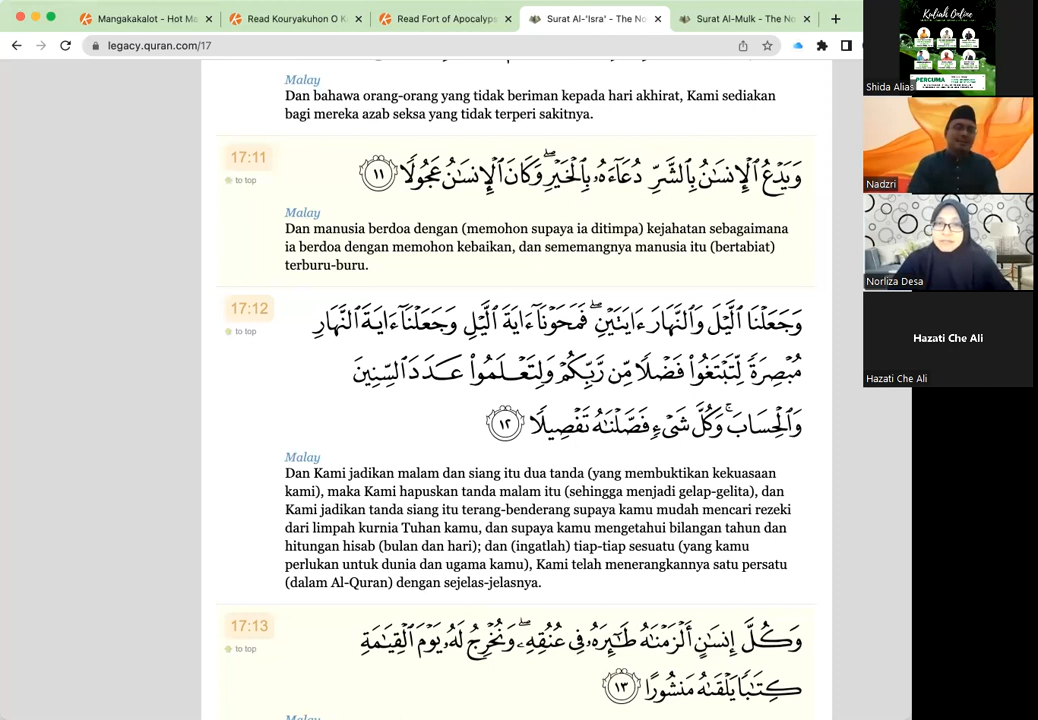 Mangakakalot - Hot Ma
Read Kouryakuhon O K
Read Fort of Apocalyps
Surat Al-'Isra' - The No
Surat Al-Mulk - The No
legacy.quran.com/17
Malay
Dan bahawa orang-orang yang tidak beriman kepada hari akhirat, Kami sediakan
bagi mereka azab seksa yang tidak terperi sakitnya.
17:11
to top
وَيَدْعُ ٱلْإِنسَـٰنُ بِٱلشَّرِّ دُعَآءَهُۥ بِٱلْخَيْرِ ۖ وَكَانَ ٱلْإِنسَـٰنُ عَجُولًا ١١
Malay
Dan manusia berdoa dengan (memohon supaya ia ditimpa) kejahatan sebagaimana
ia berdoa dengan memohon kebaikan, dan sememangnya manusia itu (bertabiat)
terburu-buru.
17:12
to top
وَجَعَلْنَا ٱلَّيْلَ وَٱلنَّهَارَ ءَايَتَيْنِ ۖ فَمَحَوْنَآ ءَايَةَ ٱلَّيْلِ وَجَعَلْنَآ ءَايَةَ ٱلنَّهَارِ
مُبْصِرَةً لِّتَبْتَغُوا۟ فَضْلًا مِّن رَّبِّكُمْ وَلِتَعْلَمُوا۟ عَدَدَ ٱلسِّنِينَ
وَٱلْحِسَابَ ۚ وَكُلَّ شَىْءٍ فَصَّلْنَـٰهُ تَفْصِيلًا ١٢
Malay
Dan Kami jadikan malam dan siang itu dua tanda (yang membuktikan kekuasaan
kami), maka Kami hapuskan tanda malam itu (sehingga menjadi gelap-gelita), dan
Kami jadikan tanda siang itu terang-benderang supaya kamu mudah mencari rezeki
dari limpah kurnia Tuhan kamu, dan supaya kamu mengetahui bilangan tahun dan
hitungan hisab (bulan dan hari); dan (ingatlah) tiap-tiap sesuatu (yang kamu
perlukan untuk dunia dan ugama kamu), Kami telah menerangkannya satu persatu
(dalam Al-Quran) dengan sejelas-jelasnya.
17:13
to top
وَكُلَّ إِنسَـٰنٍ أَلْزَمْنَـٰهُ طَـٰٓئِرَهُۥ فِى عُنُقِهِۦ ۖ وَنُخْرِجُ لَهُۥ يَوْمَ ٱلْقِيَـٰمَةِ
كِتَـٰبًا يَلْقَىٰهُ مَنشُورًا ١٣
Malay
Kuliah Online
PERCUMA
Shida Alias
Nadzri
Norliza Desa
Hazati Che Ali
Hazati Che Ali